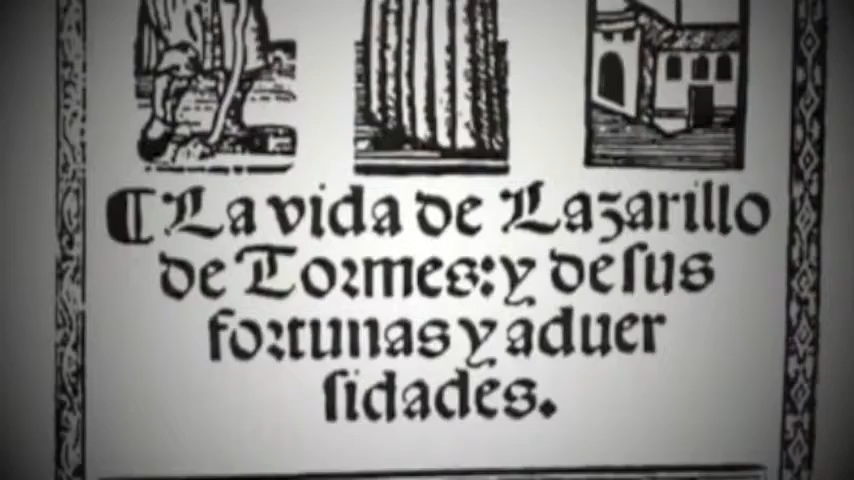 ¶ La vida de Lazarillo
de Tormes: y de sus
fortunas y aduer
sidades.